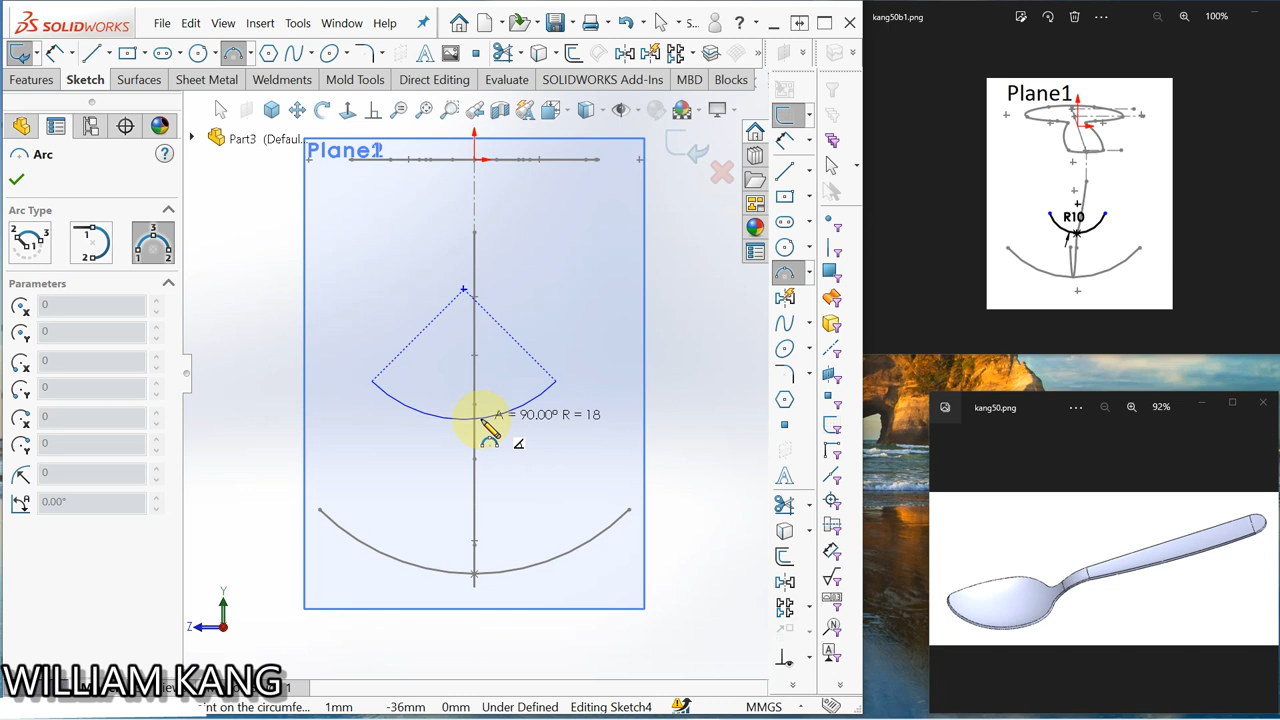 SOLIDWORKS File Edit View Insert Tools Window Help S...
Features Sketch Surfaces Sheet Metal Weldments Mold Tools Direct Editing Evaluate SOLIDWORKS Add-Ins MBD Blocks
Part3 (Defaul...
Arc
Arc Type
Parameters
0
0
0
0
0
0
0
0.00°
A = 90.00° R = 18
Y
Z
WILLIAM KANG
1mm -36mm 0mm Under Defined Editing Sketch4 MMGS
kang50b1.png 100%
Plane1
R10
kang50.png 92%